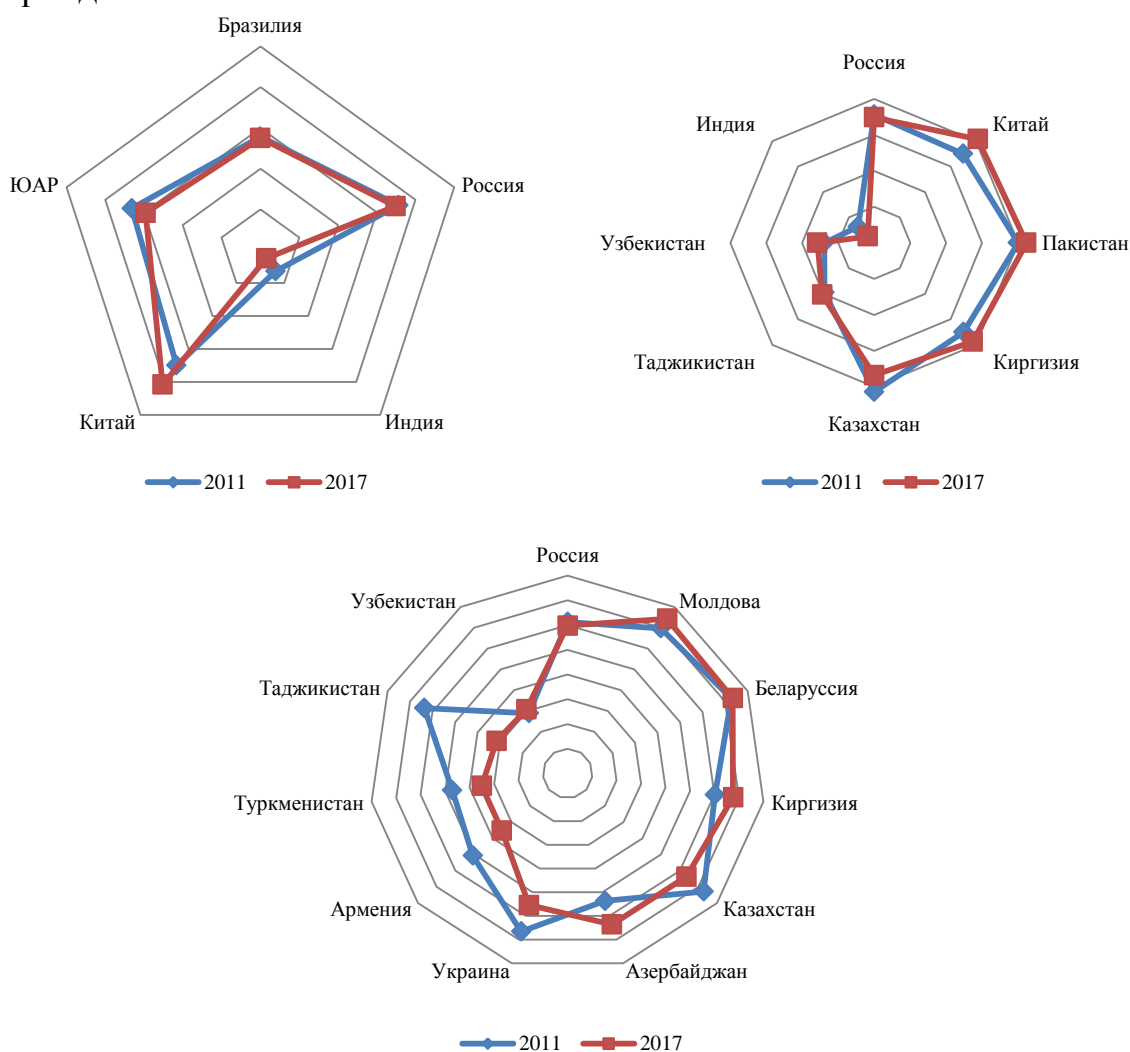 Бразилия
ЮАР
Россия
Китай
Индия
2011 2017
Россия
Индия
Китай
Узбекистан
Пакистан
Таджикистан
Киргизия
Казахстан
2011 2017
Россия
Узбекистан
Молдова
Таджикистан
Беларуссия
Туркменистан
Киргизия
Армения
Казахстан
Украина
Азербайджан
2011 2017